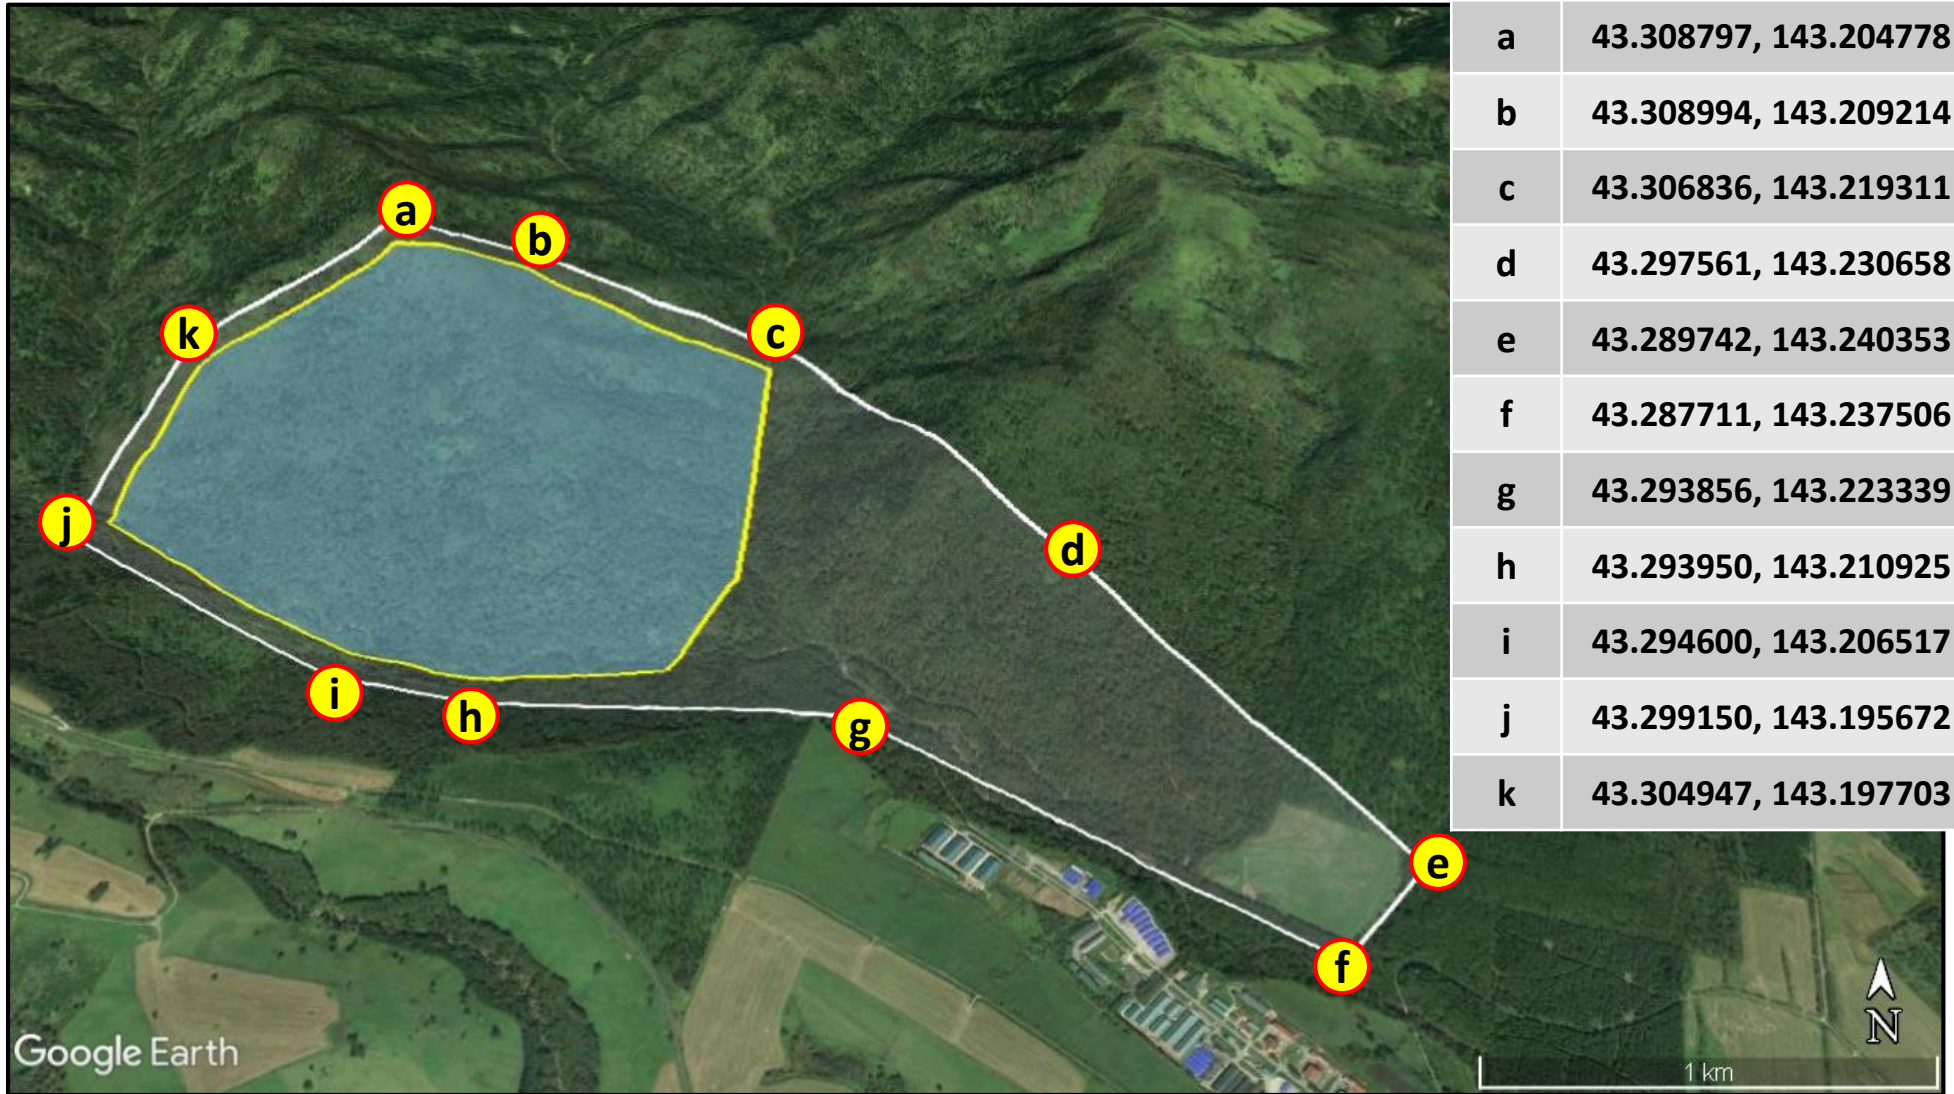 a 43.308797, 143.204778
b 43.308994, 143.209214
c 43.306836, 143.219311
d 43.297561, 143.230658
e 43.289742, 143.240353
f 43.287711, 143.237506
g 43.293856, 143.223339
h 43.293950, 143.210925
i 43.294600, 143.206517
j 43.299150, 143.195672
k 43.304947, 143.197703
a
b
k
c
j
d
i
h
g
e
f
N
Google Earth
1 km